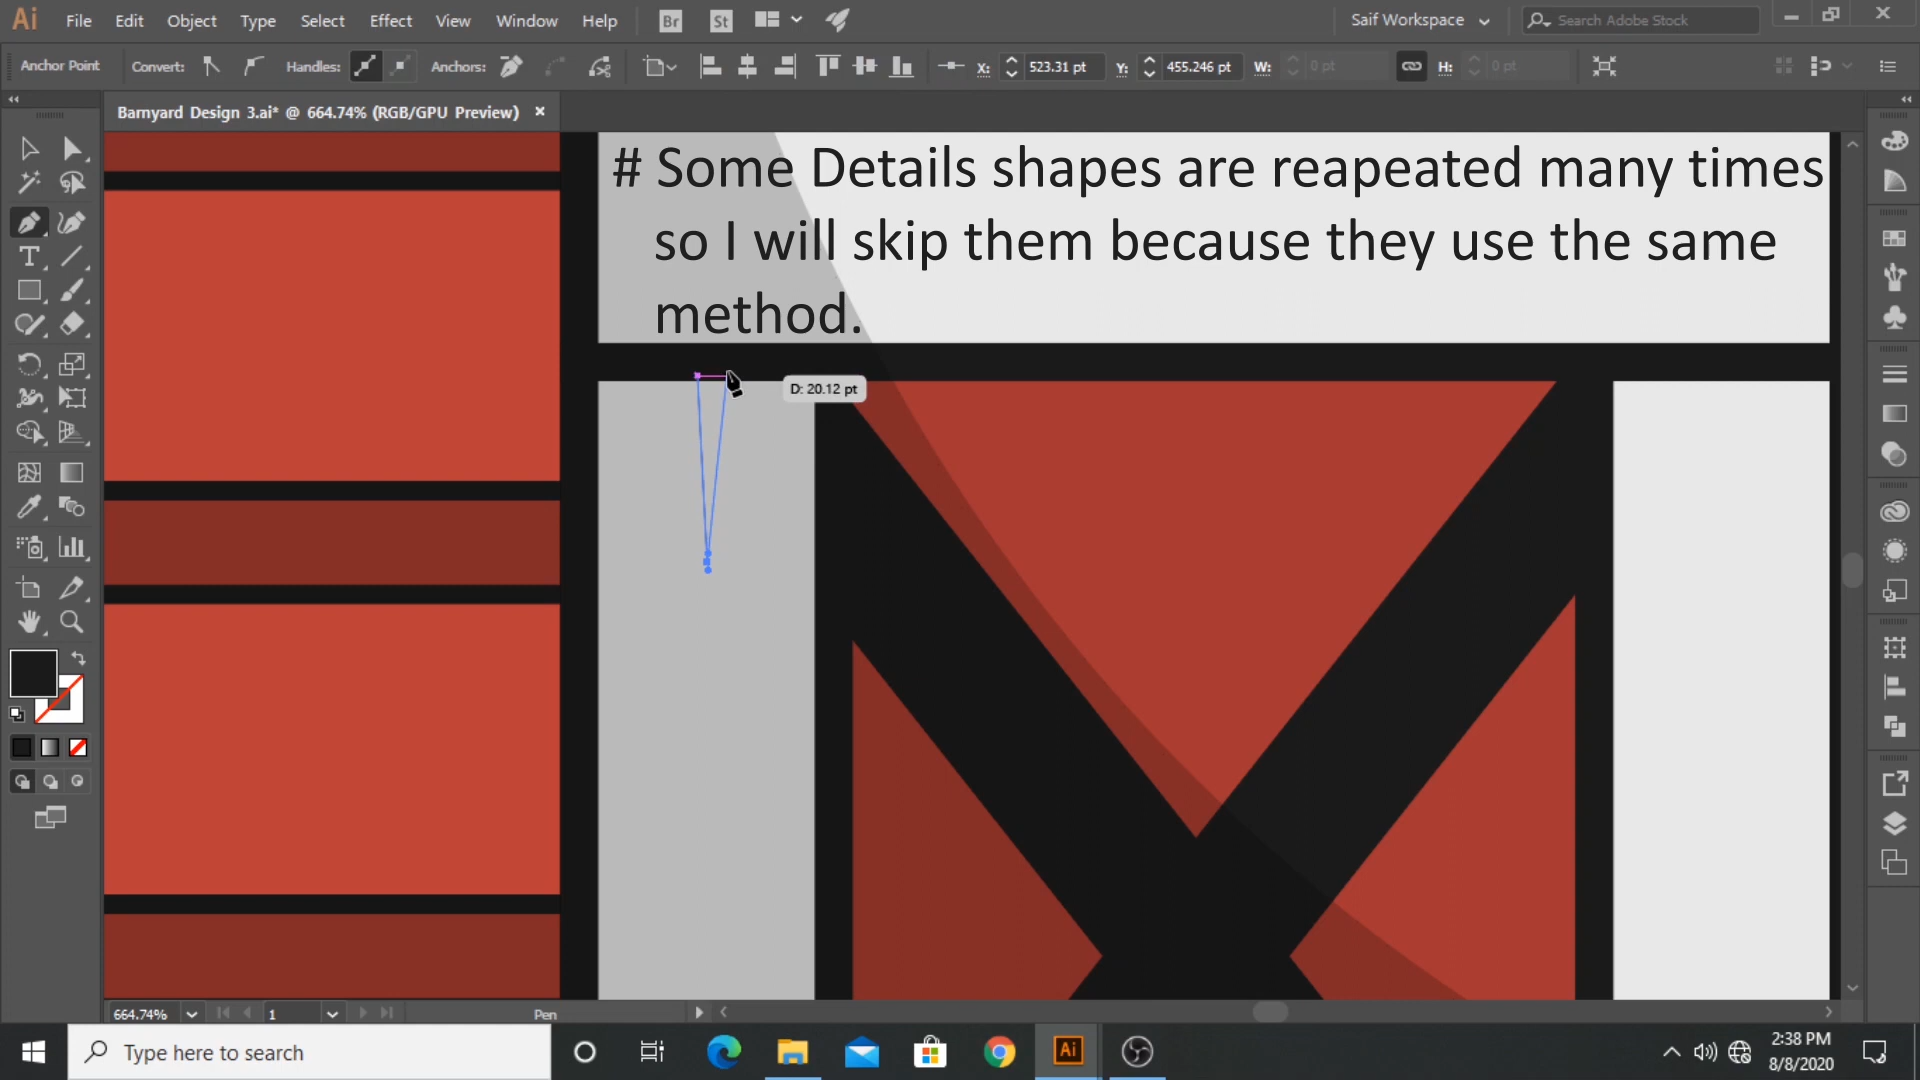 Ai File Edit Object Type Select Effect View Window Help Br St Saif Workspace Search Adobe Stock
Anchor Point Convert: Handles: Anchors: X: 523.31 pt Y: 455.246 pt W: 0 pt H: 0 pt
Barnyard Design 3.ai* @ 664.74% (RGB/GPU Preview)
# Some Details shapes are reapeated many times
so I will skip them because they use the same
method.
D: 20.12 pt
664.74% 1 Pen
Type here to search
Ai
2:38 PM
8/8/2020